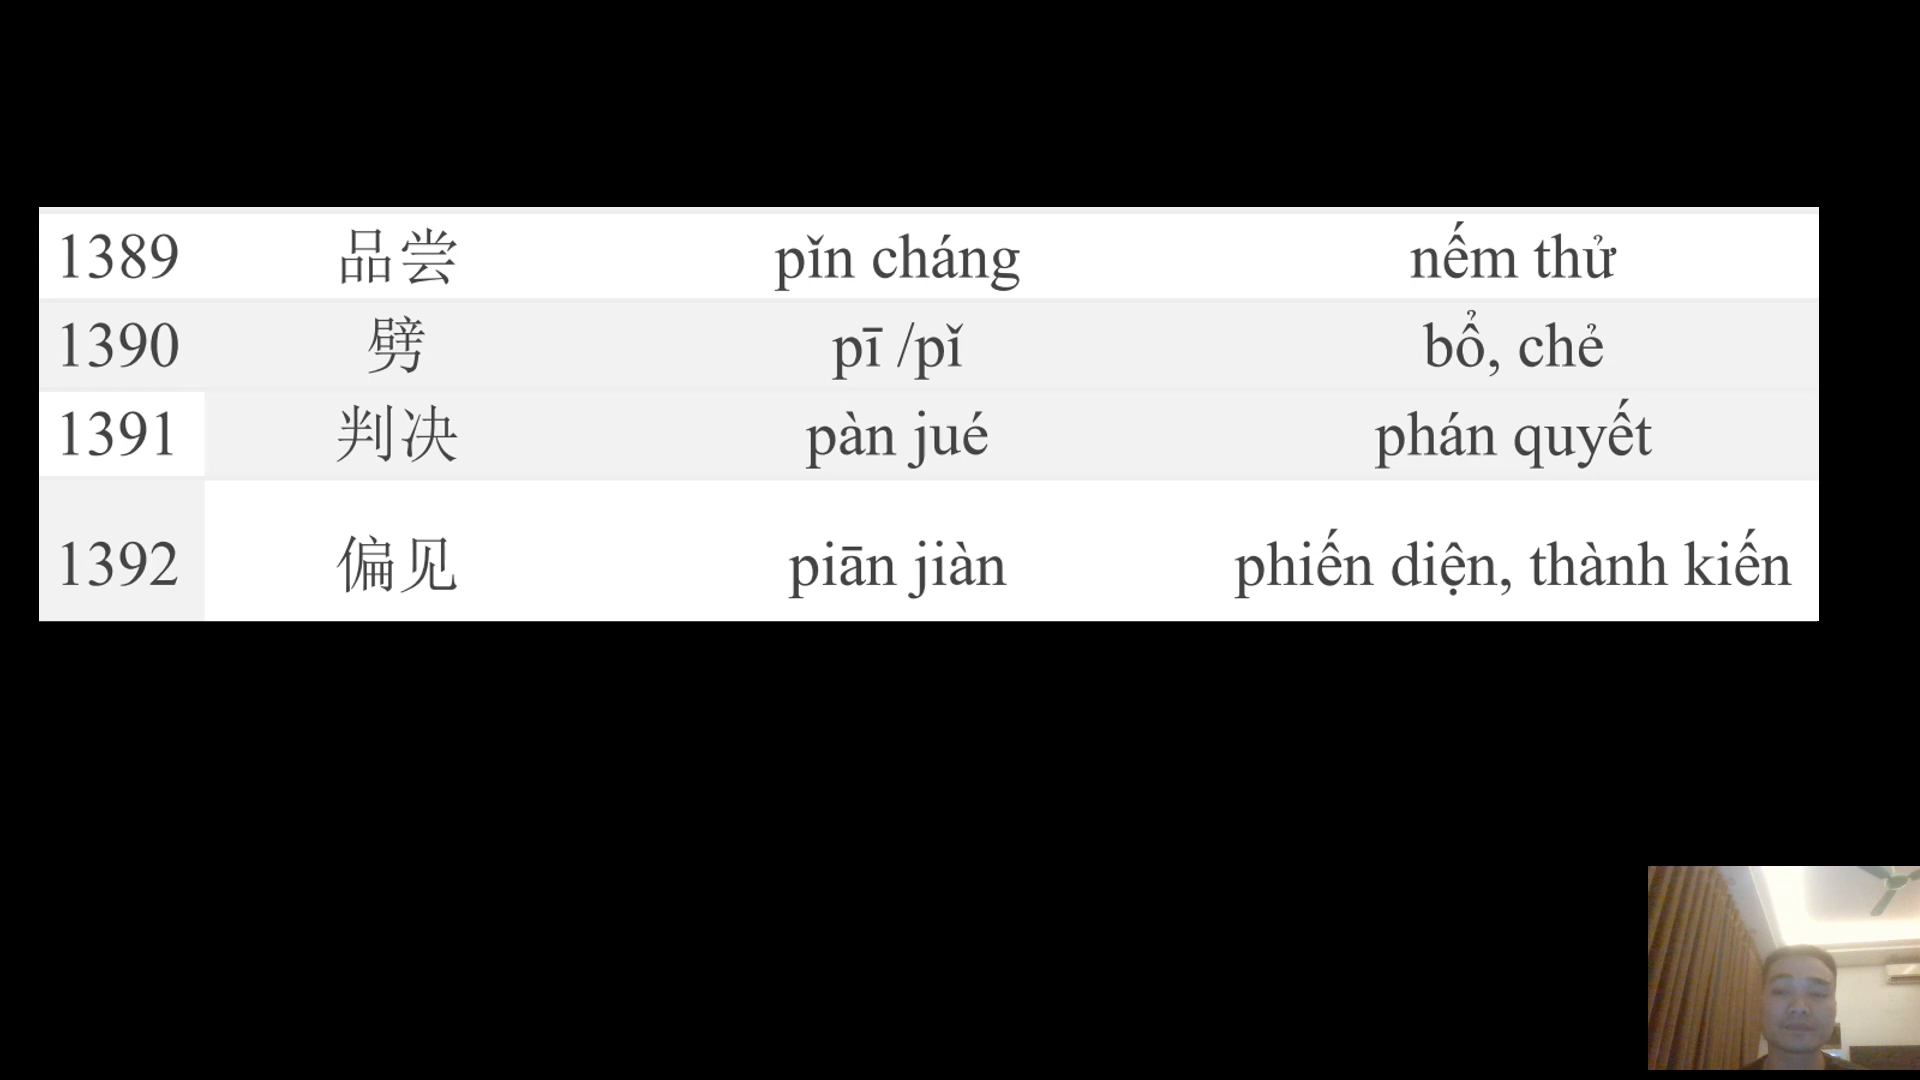 1389 品尝 pǐn cháng nếm thử
1390 劈 pī /pǐ bổ, chẻ
1391 判决 pàn jué phán quyết
1392 偏见 piān jiàn phiến diện, thành kiến